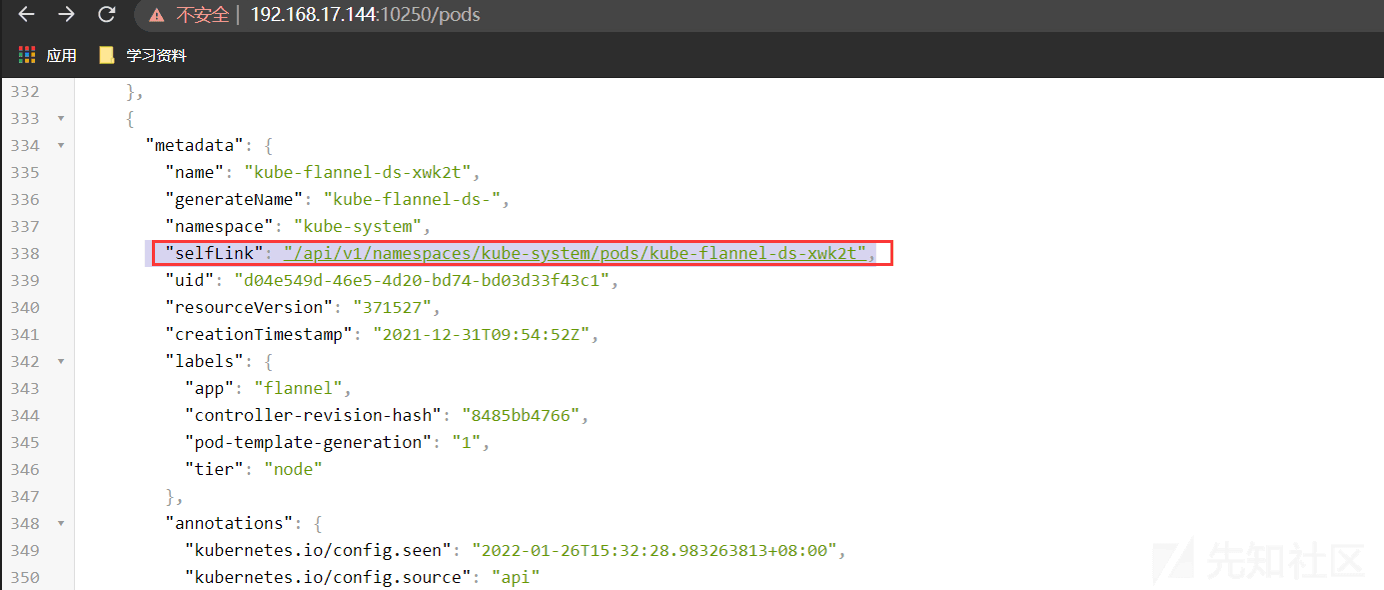 不安全 192.168.17.144:10250/pods
应用 学习资料
332 },
333 {
334 "metadata": {
335 "name": "kube-flannel-ds-xwk2t",
336 "generateName": "kube-flannel-ds-",
337 "namespace": "kube-system",
338 "selfLink": "/api/v1/namespaces/kube-system/pods/kube-flannel-ds-xwk2t",
339 "uid": "d04e549d-46e5-4d20-bd74-bd03d33f43c1",
340 "resourceVersion": "371527",
341 "creationTimestamp": "2021-12-31T09:54:52Z",
342 "labels": {
343 "app": "flannel",
344 "controller-revision-hash": "8485bb4766",
345 "pod-template-generation": "1",
346 "tier": "node"
347 },
348 "annotations": {
349 "kubernetes.io/config.seen": "2022-01-26T15:32:28.983263813+08:00",
350 "kubernetes.io/config.source": "api"
先知社区